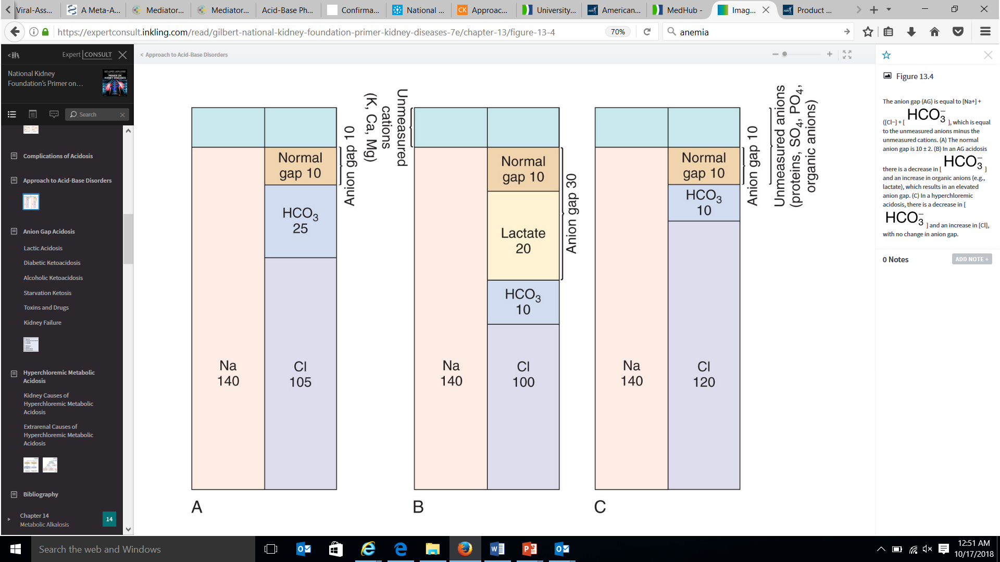 Viral-Ass...
A Meta-A...
Mediator...
Mediator...
Acid-Base Ph...
Confirma...
National ...
CK Approac...
University...
American...
MedHub -
Imag...
Product ...
https://expertconsult.inkling.com/read/gilbert-national-kidney-foundation-primer-kidney-diseases-7e/chapter-13/figure-13-4
70%
anemia
Expert|CONSULT
National Kidney
Foundation's Primer on...
PRIMER ON
KIDNEY DISEASES
Search
Complications of Acidosis
Approach to Acid-Base Disorders
Anion Gap Acidosis
Lactic Acidosis
Diabetic Ketoacidosis
Alcoholic Ketoacidosis
Starvation Ketosis
Toxins and Drugs
Kidney Failure
Hyperchloremic Metabolic
Acidosis
Kidney Causes of
Hyperchloremic Metabolic
Acidosis
Extrarenal Causes of
Hyperchloremic Metabolic
Acidosis
Bibliography
Chapter 14
Metabolic Alkalosis
14
< Approach to Acid-Base Disorders
Normal
gap 10
HCO₃
25
Na
140
Cl
105
Anion gap 10
A
Unmeasured
cations
(K, Ca, Mg)
Normal
gap 10
Lactate
20
HCO₃
10
Na
140
Cl
100
Anion gap 30
B
Normal
gap 10
HCO₃
10
Na
140
Cl
120
Anion gap 10
Unmeasured anions
(proteins, SO₄, PO₄,
organic anions)
C
Figure 13.4
The anion gap (AG) is equal to [Na+] +
([Cl−] + [ HCO₃⁻ ], which is equal
to the unmeasured anions minus the
unmeasured cations. (A) The normal
anion gap is 10 ± 2. (B) In an AG acidosis
there is a decrease in [ HCO₃⁻ ]
and an increase in organic anions (e.g.,
lactate), which results in an elevated
anion gap. (C) In a hyperchloremic
acidosis, there is a decrease in [
HCO₃⁻ ] and an increase in [Cl],
with no change in anion gap.
0 Notes
ADD NOTE +
Search the web and Windows
12:51 AM
10/17/2018